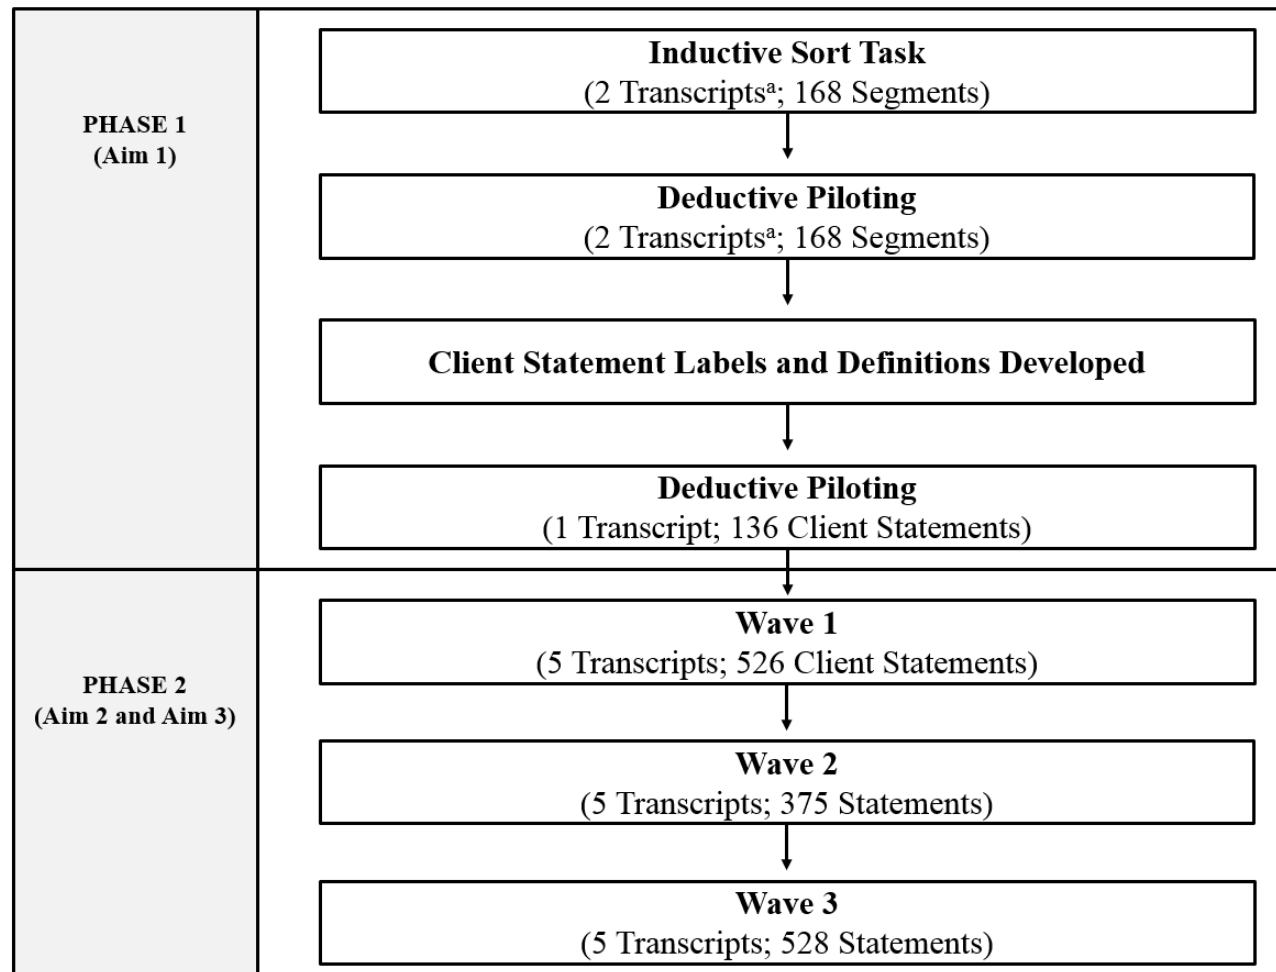 PHASE 1
(Aim 1)
Inductive Sort Task
(2 Transcriptsᵃ; 168 Segments)
Deductive Piloting
(2 Transcriptsᵃ; 168 Segments)
Client Statement Labels and Definitions Developed
Deductive Piloting
(1 Transcript; 136 Client Statements)
PHASE 2
(Aim 2 and Aim 3)
Wave 1
(5 Transcripts; 526 Client Statements)
Wave 2
(5 Transcripts; 375 Statements)
Wave 3
(5 Transcripts; 528 Statements)